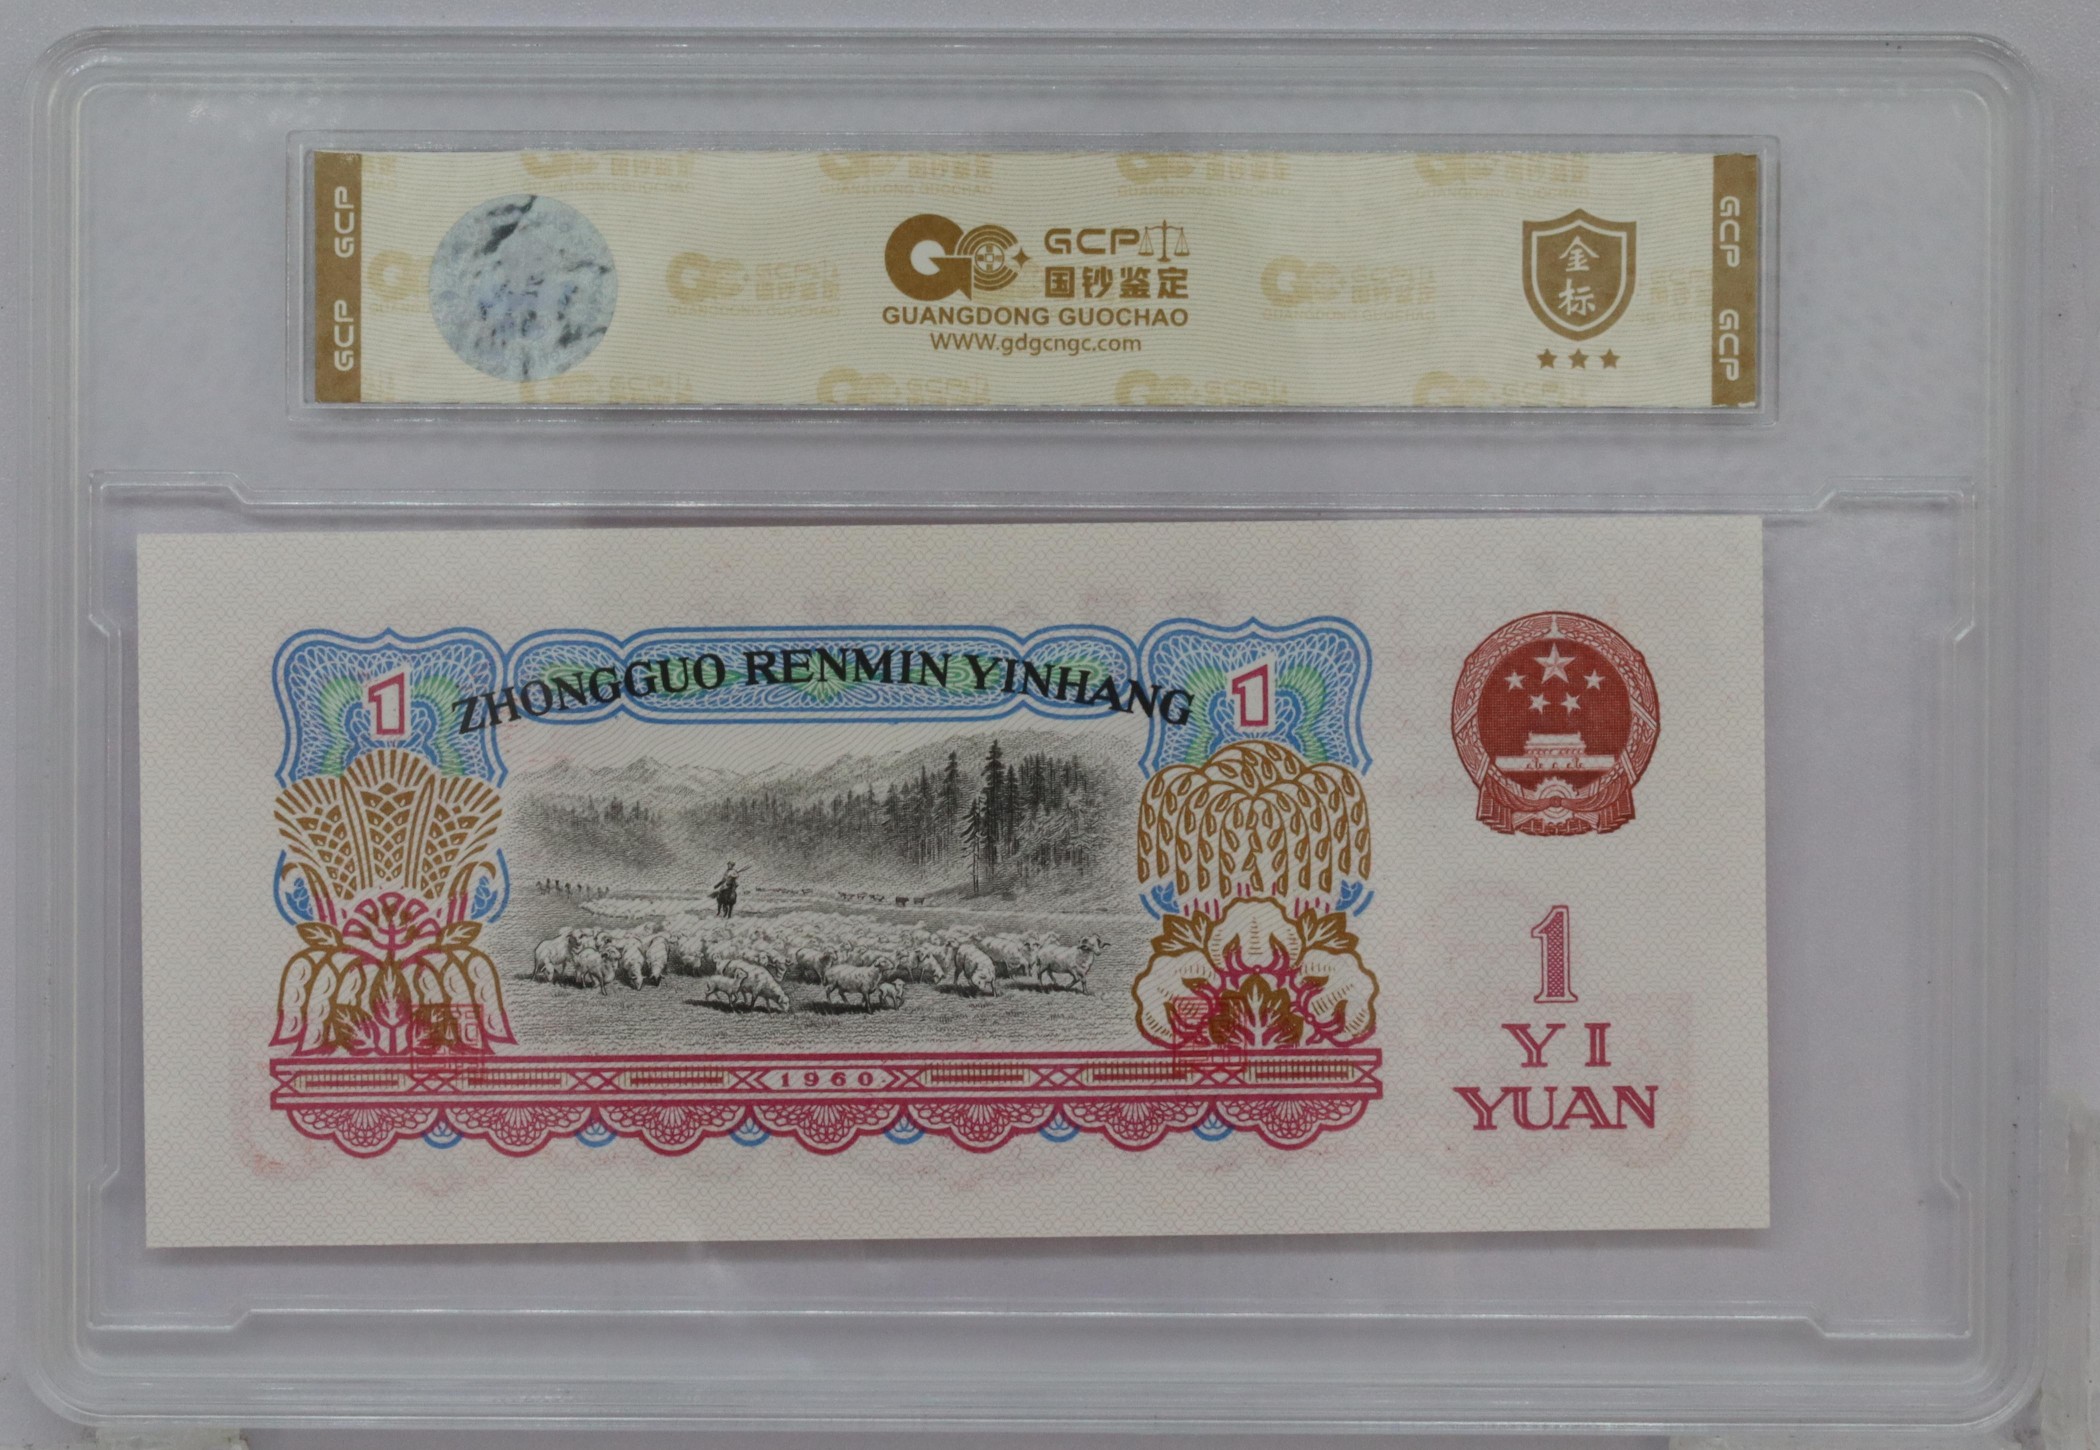 GCP GCP
GCP
国钞鉴定
GUANGDONG GUOCHAO
WWW.gdgcngc.com
金
标
GCP GCP
ZHONGGUO RENMIN YINHANG
1
1
1960
1
YI
YUAN